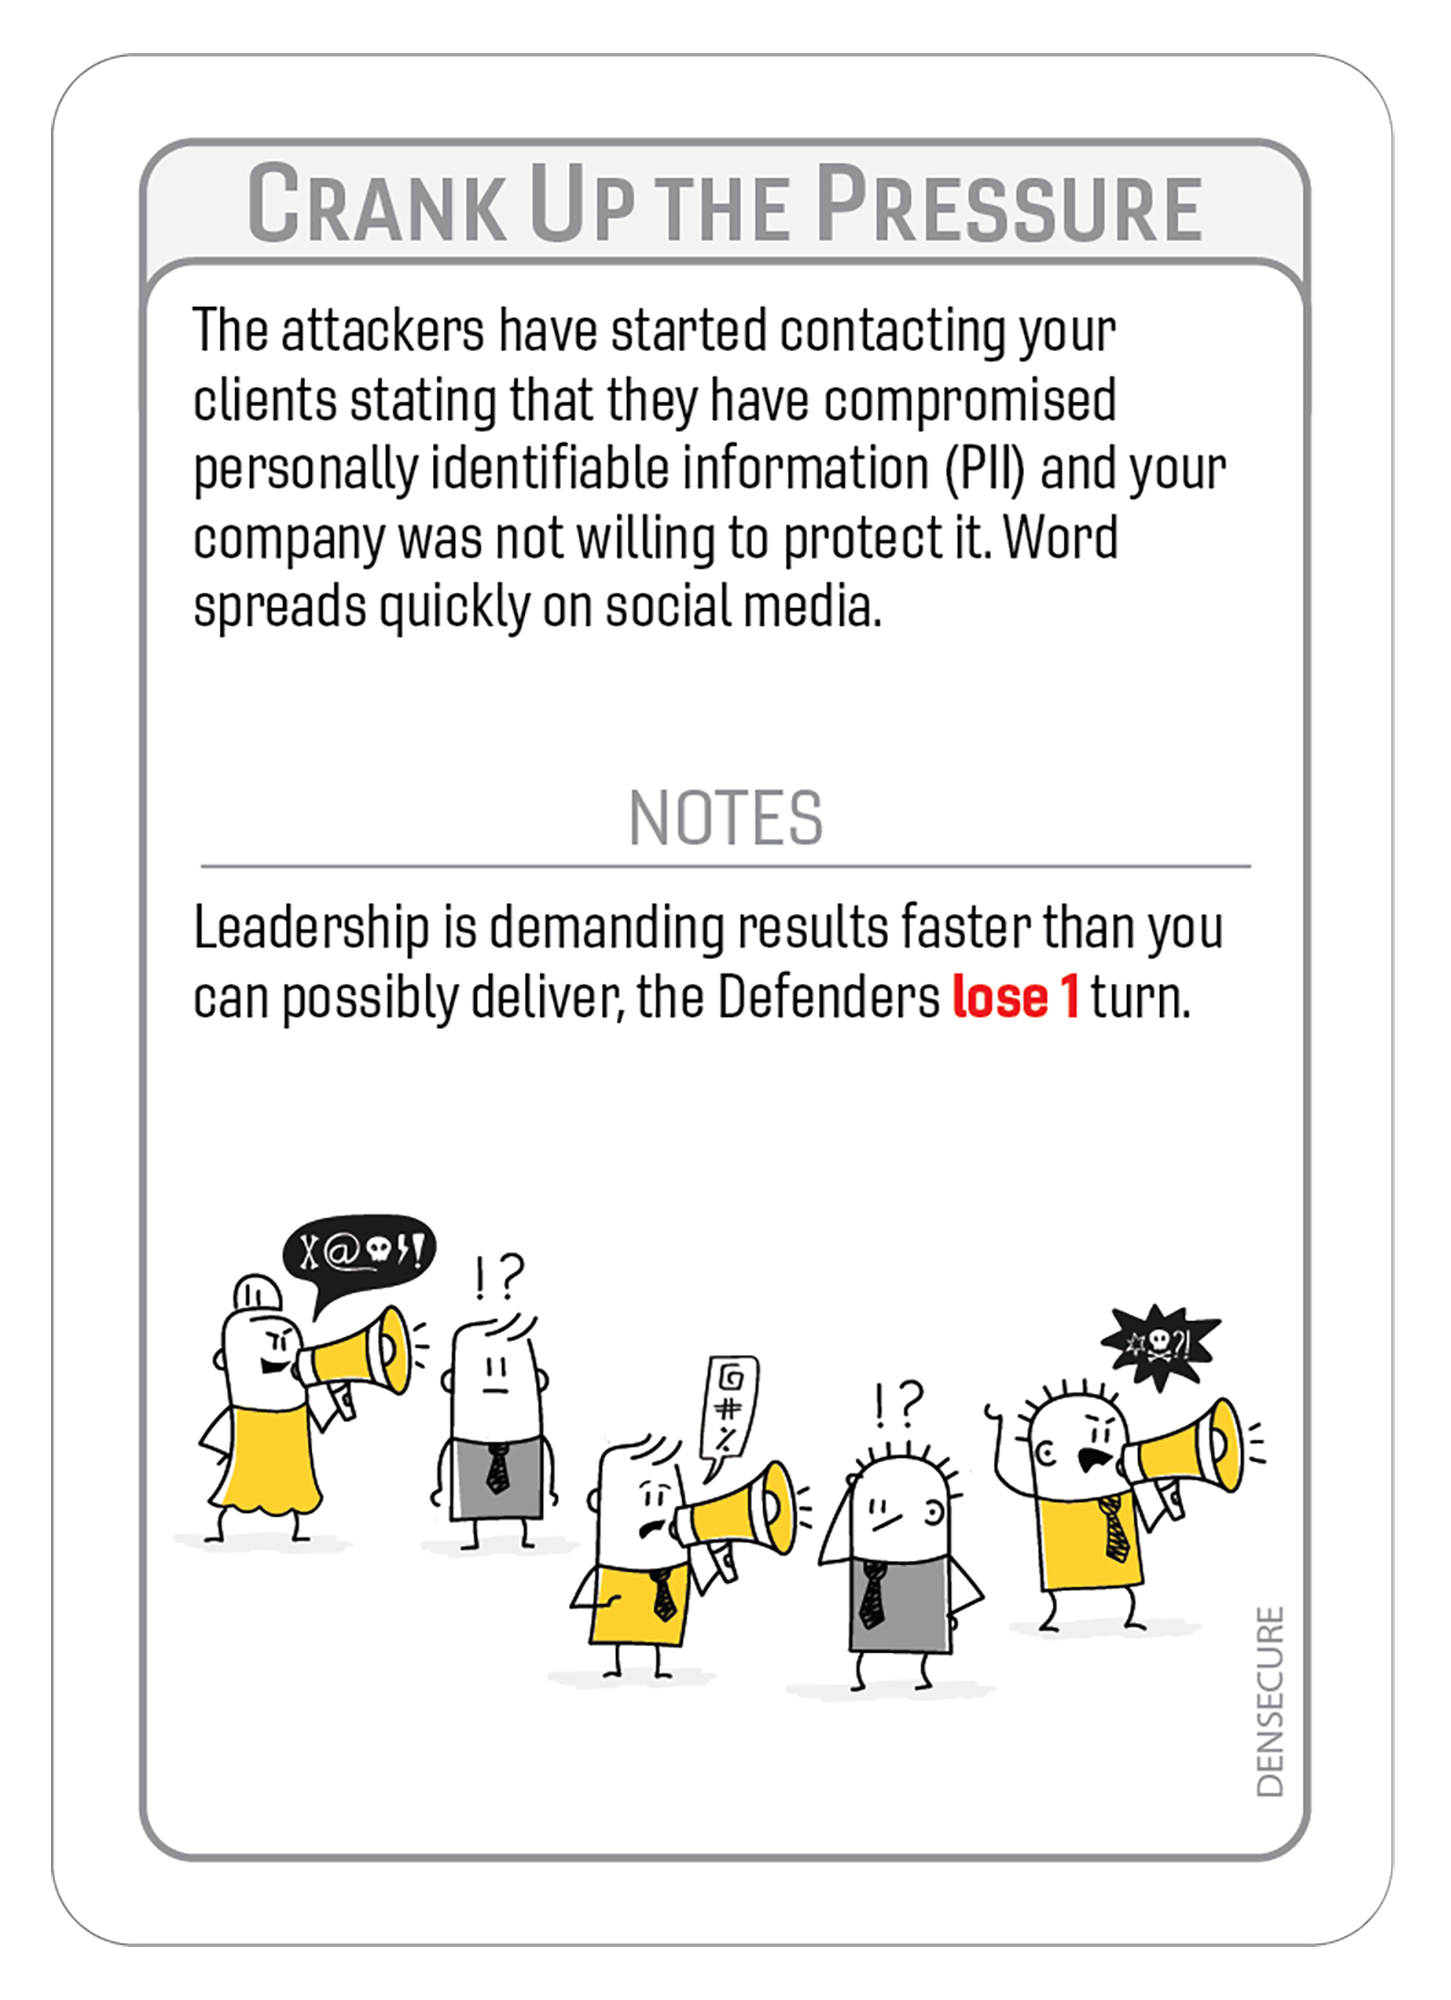 CRANK UP THE PRESSURE
The attackers have started contacting your
clients stating that they have compromised
personally identifiable information (PII) and your
company was not willing to protect it. Word
spreads quickly on social media.
NOTES
Leadership is demanding results faster than you
can possibly deliver, the Defenders lose 1 turn.
X@!
!?
@
#
%
!?
?!
DENSECURE